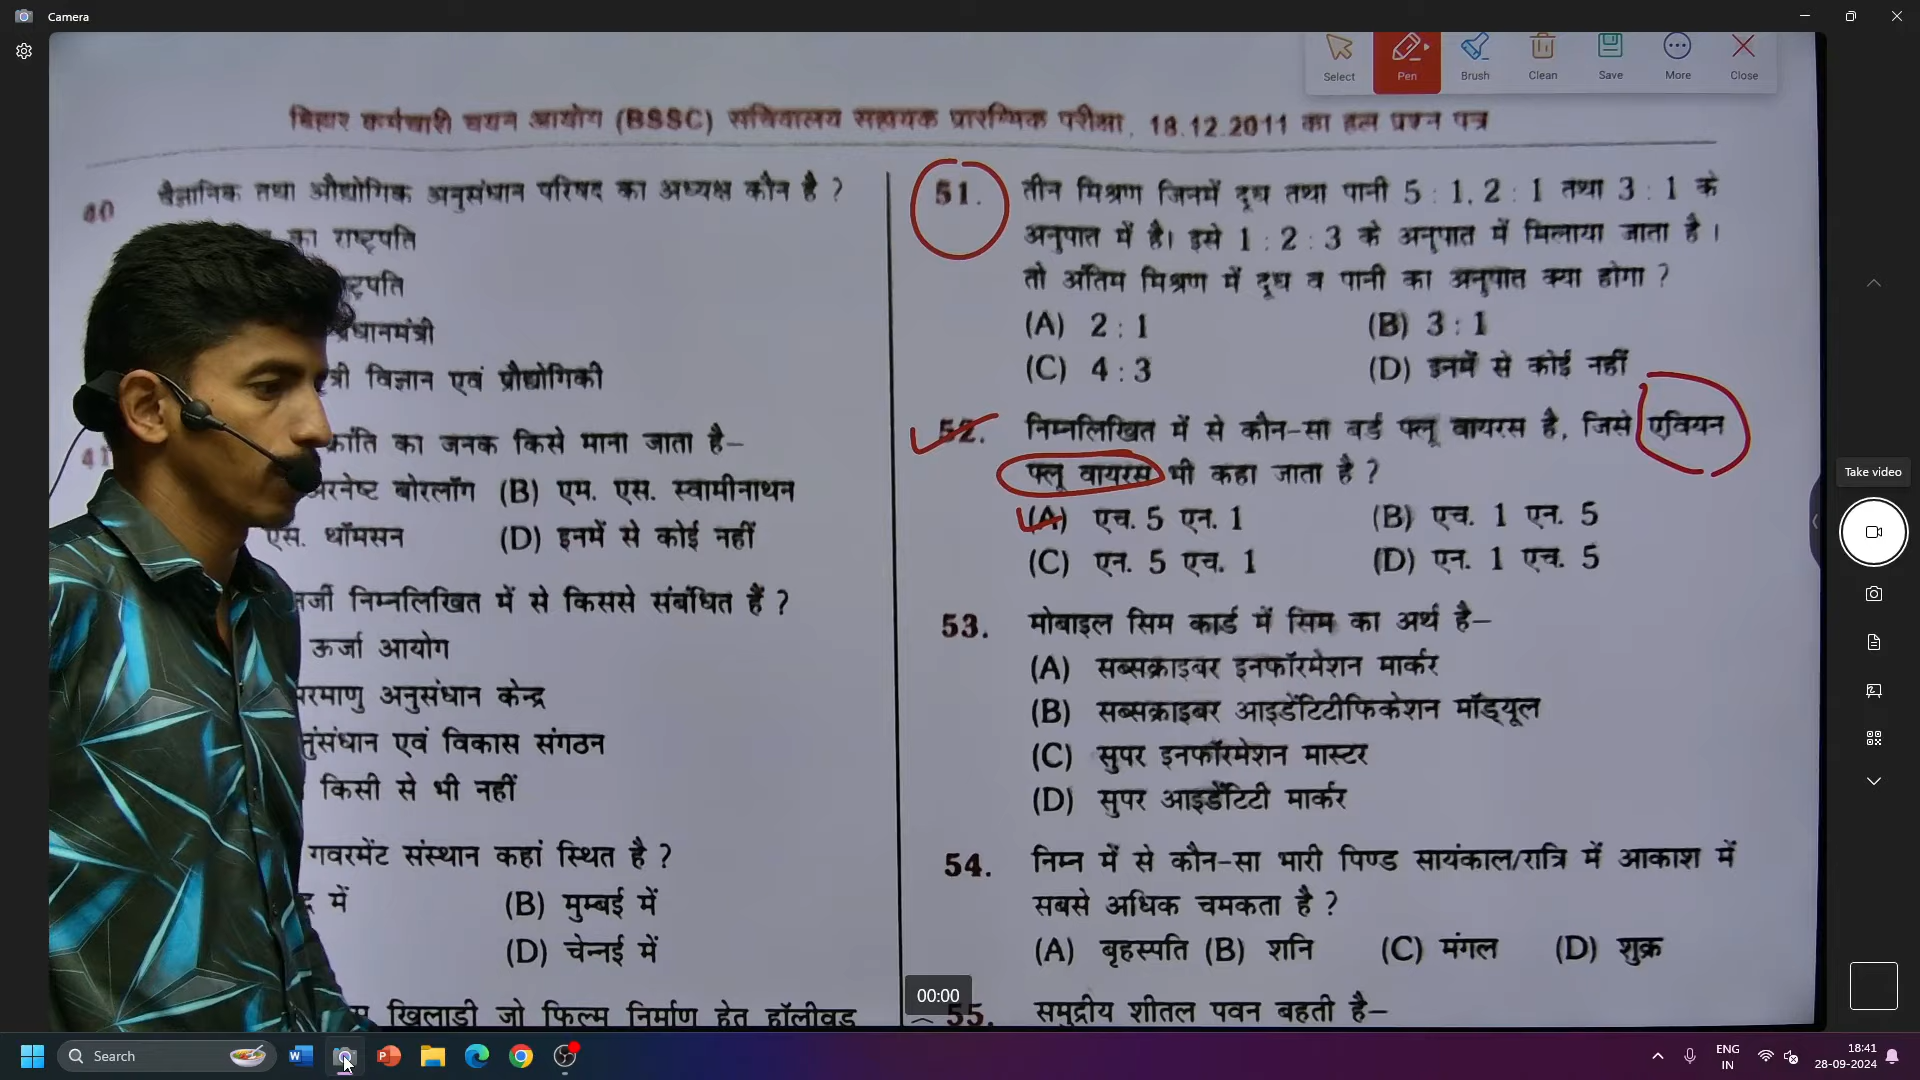 Camera
Select Pen Brush Clean Save More Close
बिहार कर्मचारी चयन आयोग (BSSC) सचिवालय सहायक प्रारम्भिक परीक्षा, 18.12.2011 का हल प्रश्न पत्र
40 वैज्ञानिक तथा औद्योगिक अनुसंधान परिषद का अध्यक्ष कौन है ?
का राष्ट्रपति
ष्ट्रपति
प्रधानमंत्री
त्री विज्ञान एवं प्रौद्योगिकी
41 क्रांति का जनक किसे माना जाता है–
बोरलॉग (B) एम. एस. स्वामीनाथन
एस. थॉमसन (D) इनमें से कोई नहीं
निम्नलिखित में से किससे संबंधित हैं ?
ऊर्जा आयोग
परमाणु अनुसंधान केन्द्र
एवं विकास संगठन
किसी से भी नहीं
गवरमेंट संस्थान कहां स्थित है ?
में (B) मुम्बई में
(D) चेन्नई में
खिलाड़ी जो फिल्म निर्माण हेतु हॉलीवुड
51. तीन मिश्रण जिनमें दूध तथा पानी 5 : 1, 2 : 1 तथा 3 : 1 के
अनुपात में है। इसे 1 : 2 : 3 के अनुपात में मिलाया जाता है।
तो अंतिम मिश्रण में दूध व पानी का अनुपात क्या होगा ?
(A) 2 : 1 (B) 3 : 1
(C) 4 : 3 (D) इनमें से कोई नहीं
52. निम्नलिखित में से कौन-सा बर्ड फ्लू वायरस है, जिसे एवियन
फ्लू वायरस भी कहा जाता है ?
(A) एच. 5 एन. 1 (B) एच. 1 एन. 5
(C) एन. 5 एच. 1 (D) एन. 1 एच. 5
53. मोबाइल सिम कार्ड में सिम का अर्थ है–
(A) सब्सक्राइबर इनफॉरमेशन मार्कर
(B) सब्सक्राइबर आइडेंटिटीफिकेशन मॉड्यूल
(C) सुपर इनफॉरमेशन मास्टर
(D) सुपर आइडेंटिटी मार्कर
54. निम्न में से कौन-सा भारी पिण्ड सायंकाल/रात्रि में आकाश में
सबसे अधिक चमकता है ?
(A) बृहस्पति (B) शनि (C) मंगल (D) शुक्र
55. समुद्रीय शीतल पवन बहती है–
Take video
00:00
Search
ENG
IN
18:41
28-09-2024